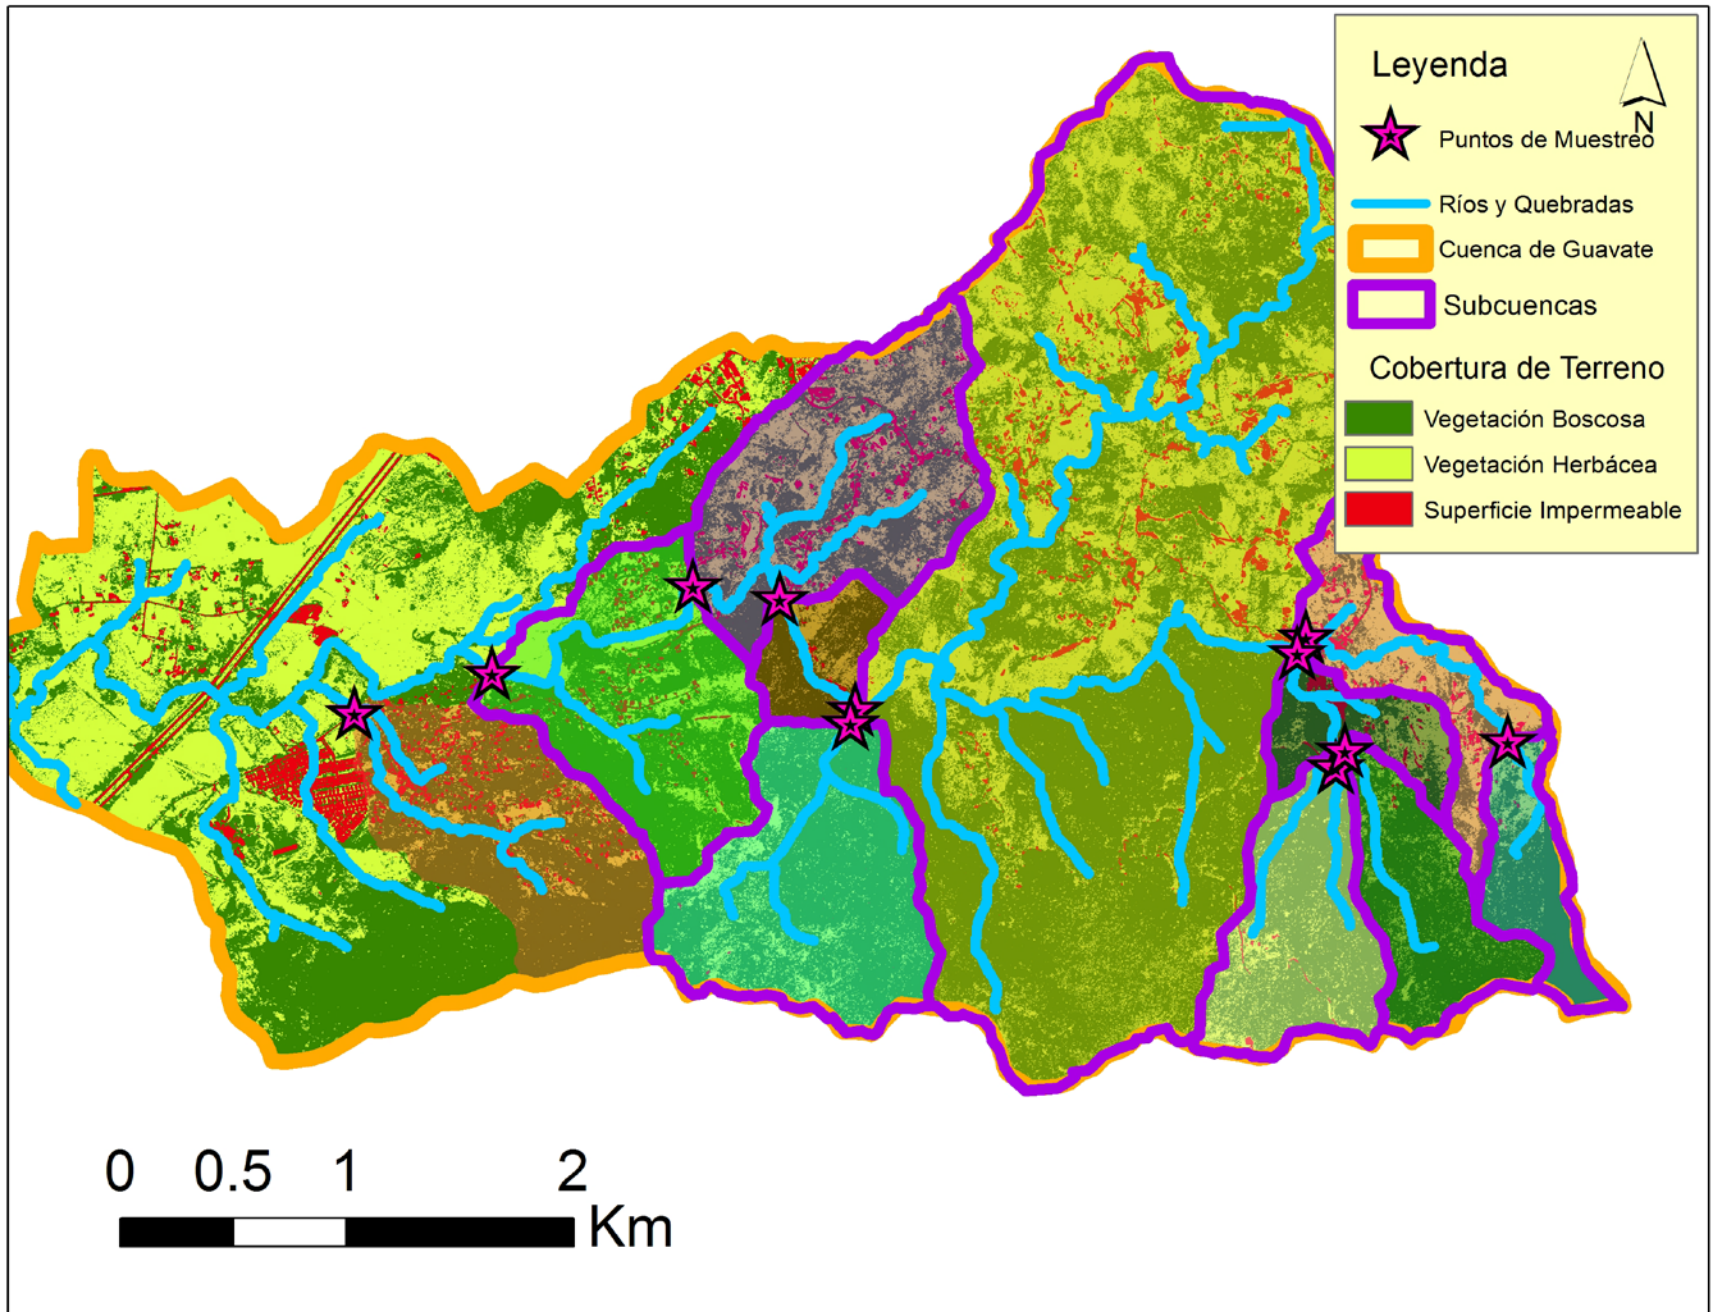 Leyenda
N
Puntos de Muestreo
Ríos y Quebradas
Cuenca de Guavate
Subcuencas
Cobertura de Terreno
Vegetación Boscosa
Vegetación Herbácea
Superficie Impermeable
0 0.5 1 2
Km